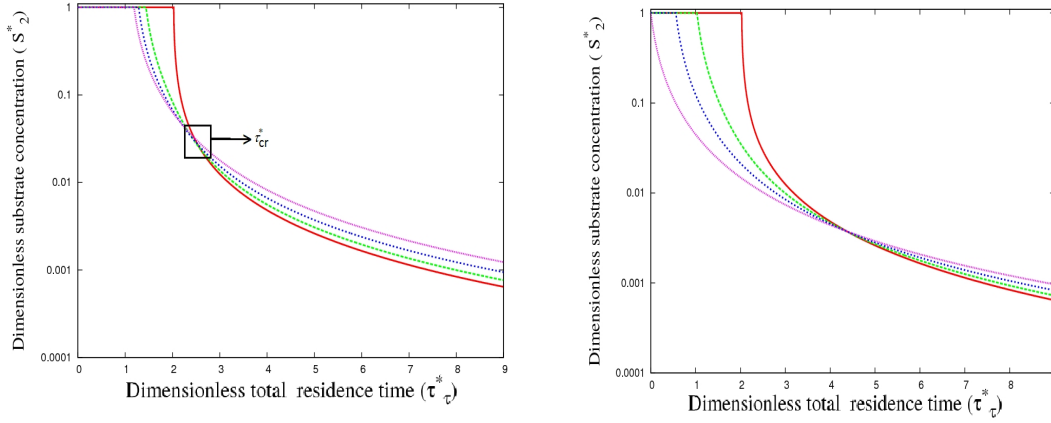 Dimensionless substrate concentration ( S*2)
1
0.1
0.01
0.001
0.0001
τ*cr
0 1 2 3 4 5 6 7 8 9
Dimensionless total residence time (τ*τ)
Dimensionless substrate concentration ( S*2)
1
0.1
0.01
0.001
0.0001
0 1 2 3 4 5 6 7 8
Dimensionless total residence time (τ*τ)